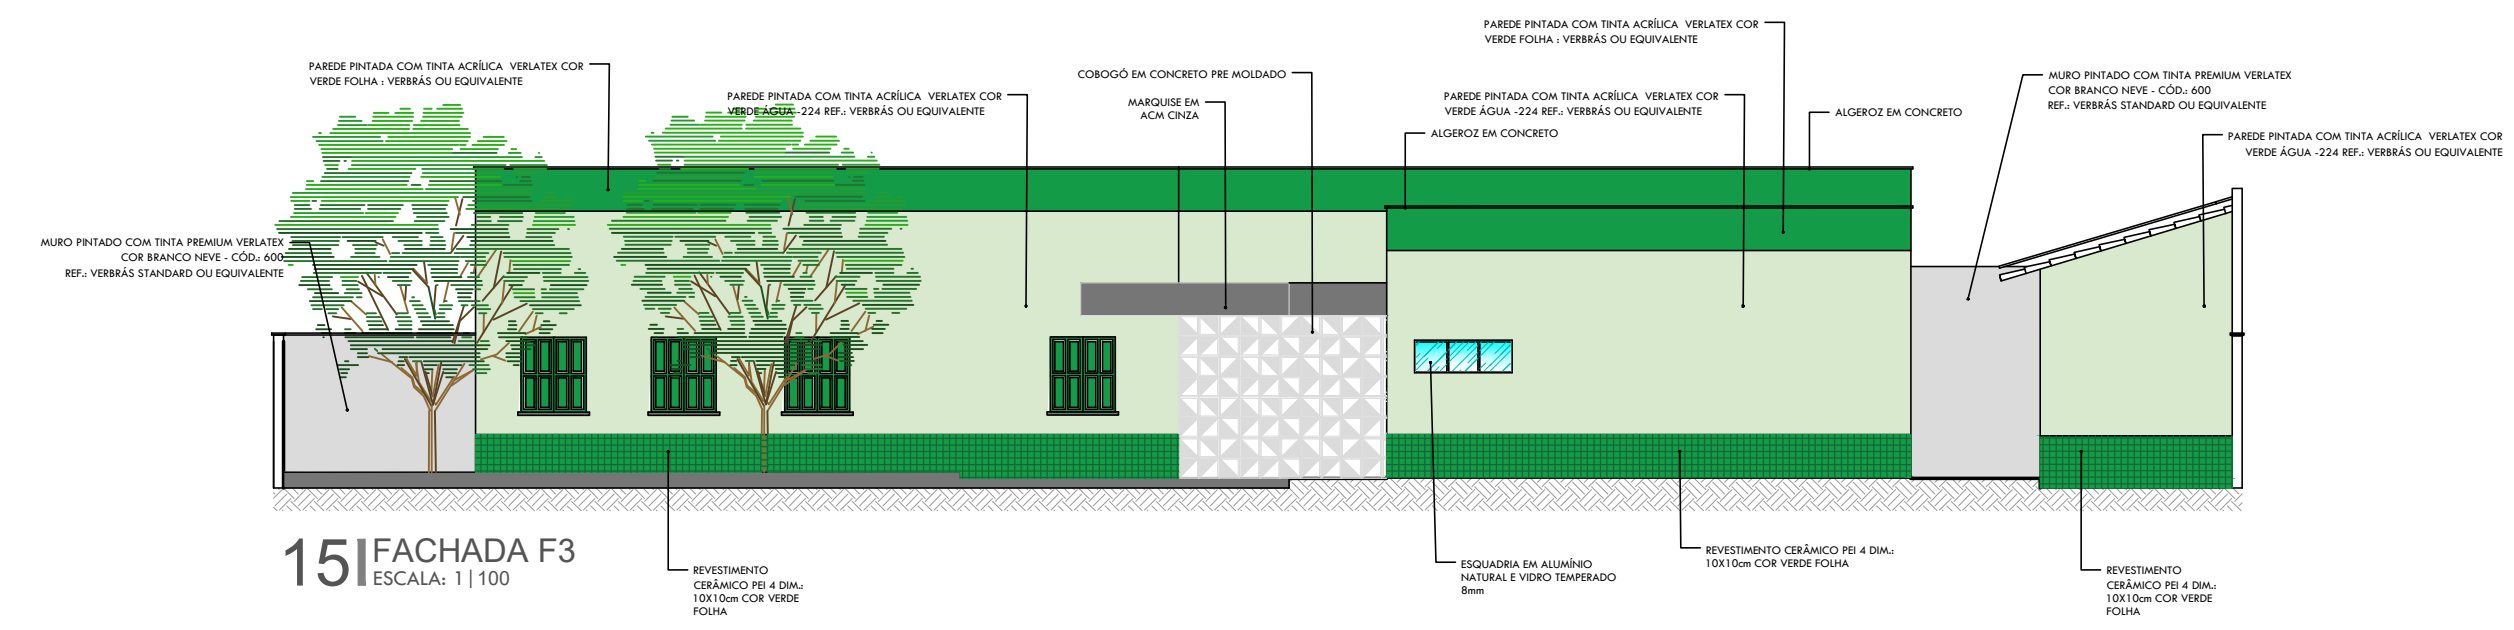 PAREDE PINTADA COM TINTA ACRÍLICA VERLATEX COR
VERDE FOLHA : VERBRÁS OU EQUIVALENTE
PAREDE PINTADA COM TINTA ACRÍLICA VERLATEX COR
VERDE FOLHA : VERBRÁS OU EQUIVALENTE
COBOGÓ EM CONCRETO PRE MOLDADO
MARQUISE EM
ACM CINZA
PAREDE PINTADA COM TINTA ACRÍLICA VERLATEX COR
VERDE ÁGUA -224 REF.: VERBRÁS OU EQUIVALENTE
PAREDE PINTADA COM TINTA ACRÍLICA VERLATEX COR
VERDE ÁGUA -224 REF.: VERBRÁS OU EQUIVALENTE
ALGEROZ EM CONCRETO
ALGEROZ EM CONCRETO
MURO PINTADO COM TINTA PREMIUM VERLATEX
COR BRANCO NEVE - CÓD.: 600
REF.: VERBRÁS STANDARD OU EQUIVALENTE
PAREDE PINTADA COM TINTA ACRÍLICA VERLATEX COR
VERDE ÁGUA -224 REF.: VERBRÁS OU EQUIVALENTE
MURO PINTADO COM TINTA PREMIUM VERLATEX
COR BRANCO NEVE - CÓD.: 600
REF.: VERBRÁS STANDARD OU EQUIVALENTE
15 FACHADA F3
ESCALA: 1|100
REVESTIMENTO
CERÂMICO PEI 4 DIM.:
10X10cm COR VERDE
FOLHA
ESQUADRIA EM ALUMÍNIO
NATURAL E VIDRO TEMPERADO
8mm
REVESTIMENTO CERÂMICO PEI 4 DIM.:
10X10cm COR VERDE FOLHA
REVESTIMENTO
CERÂMICO PEI 4 DIM.:
10X10cm COR VERDE
FOLHA